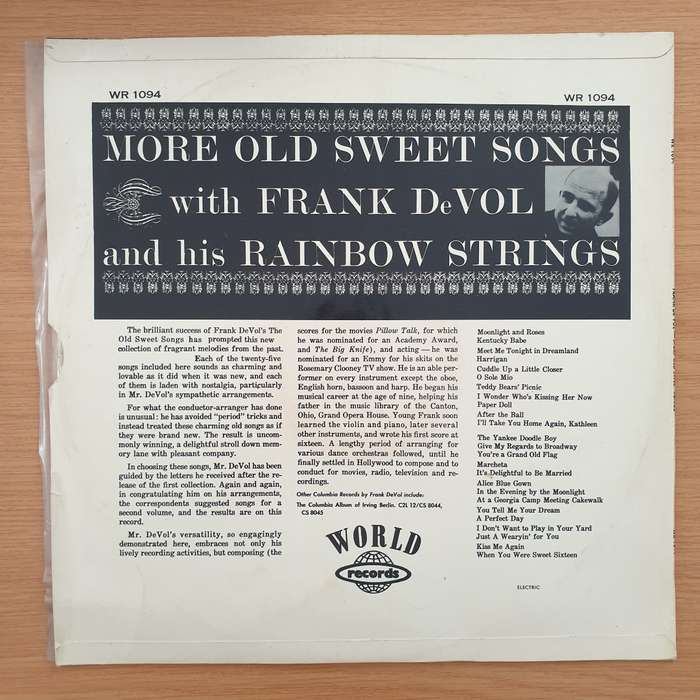 WR 1094
WR 1094
MORE OLD SWEET SONGS
with FRANK DeVOL
and his RAINBOW STRINGS
The brilliant success of Frank DeVol's The
Old Sweet Songs has prompted this new
collection of fragrant melodies from the past.
Each of the twenty-five
songs included here sounds as charming and
lovable as it did when it was new, and each
of them is laden with nostalgia, particularly
in Mr. DeVol's sympathetic arrangements.
For what the conductor-arranger has done
is unusual: he has avoided "period" tricks and
instead treated these charming old songs as if
they were brand new. The result is uncom-
monly winning, a delightful stroll down mem-
ory lane with pleasant company.
In choosing these songs, Mr. DeVol has been
guided by the letters he received after the re-
lease of the first collection. Again and again,
in congratulating him on his arrangements,
the correspondents suggested songs for a
second volume, and the results are on this
record.
Mr. DeVol's versatility, so engagingly
demonstrated here, embraces not only his
lively recording activities, but composing (the
scores for the movies Pillow Talk, for which
he was nominated for an Academy Award,
and The Big Knife), and acting — he was
nominated for an Emmy for his skits on the
Rosemary Clooney TV show. He is an able per-
former on every instrument except the oboe,
English horn, bassoon and harp. He began his
musical career at the age of nine, helping his
father in the music library of the Canton,
Ohio, Grand Opera House. Young Frank soon
learned the violin and piano, later several
other instruments, and wrote his first score at
sixteen. A lengthy period of arranging for
various dance orchestras followed, until he
finally settled in Hollywood to compose and to
conduct for movies, radio, television and re-
cordings.
Other Columbia Records by Frank DeVol include:
The Columbia Album of Irving Berlin. C2L 12/CS 8044,
CS 8045
WORLD
records
Moonlight and Roses
Kentucky Babe
Meet Me Tonight in Dreamland
Harrigan
Cuddle Up a Little Closer
O Sole Mio
Teddy Bears' Picnic
I Wonder Who's Kissing Her Now
Paper Doll
After the Ball
I'll Take You Home Again, Kathleen
The Yankee Doodle Boy
Give My Regards to Broadway
You're a Grand Old Flag
Marcheta
It's Delightful to Be Married
Alice Blue Gown
In the Evening by the Moonlight
At a Georgia Camp Meeting Cakewalk
You Tell Me Your Dream
A Perfect Day
I Don't Want to Play in Your Yard
Just A Wearyin' for You
Kiss Me Again
When You Were Sweet Sixteen
ELECTRIC